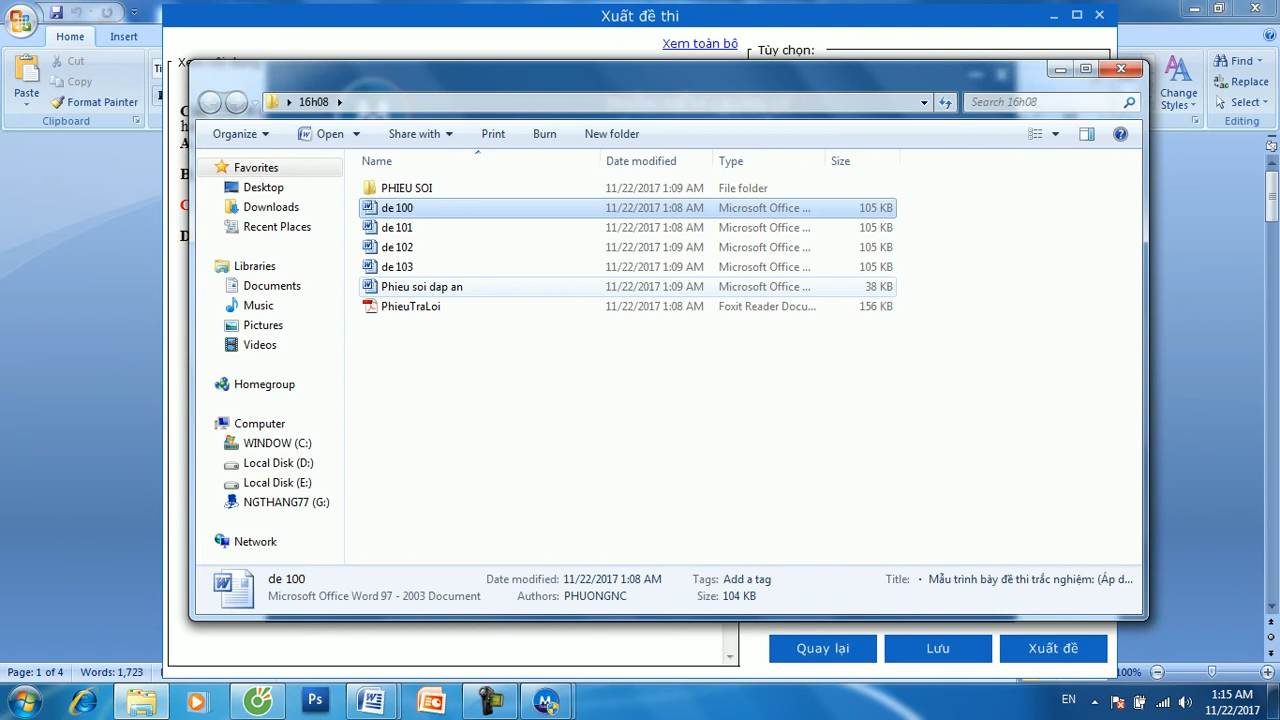 Xuất đề thi
Home Insert
Xem toàn bộ
Tùy chọn:
Cut
Copy
Paste
Format Painter
Clipboard
Find
Replace
Select
Change
Styles
Editing
16h08
Search 16h08
Organize Open Share with Print Burn New folder
Name Date modified Type Size
Favorites
Desktop
Downloads
Recent Places
Libraries
Documents
Music
Pictures
Videos
Homegroup
Computer
WINDOW (C:)
Local Disk (D:)
Local Disk (E:)
NGTHANG77 (G:)
Network
PHIEU SOI 11/22/2017 1:09 AM File folder
de 100 11/22/2017 1:08 AM Microsoft Office ... 105 KB
de 101 11/22/2017 1:08 AM Microsoft Office ... 105 KB
de 102 11/22/2017 1:09 AM Microsoft Office ... 105 KB
de 103 11/22/2017 1:09 AM Microsoft Office ... 105 KB
Phieu soi dap an 11/22/2017 1:09 AM Microsoft Office ... 38 KB
PhieuTraLoi 11/22/2017 1:08 AM Foxit Reader Docu... 156 KB
de 100 Date modified: 11/22/2017 1:08 AM Tags: Add a tag Title: • Mẫu trình bày đề thi trắc nghiệm: (Áp d...
Microsoft Office Word 97 - 2003 Document Authors: PHUONGNC Size: 104 KB
Quay lại Lưu Xuất đề
Page: 1 of 4 Words: 1,723 100%
Ps
EN
1:15 AM
11/22/2017